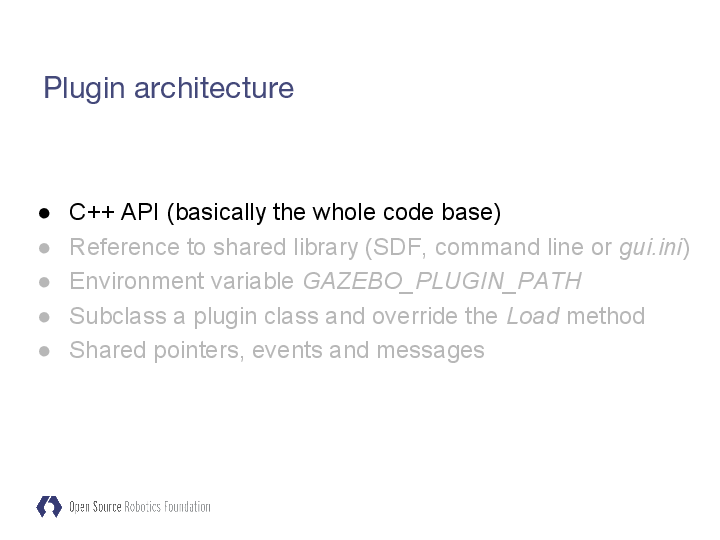 Plugin architecture
● C++ API (basically the whole code base)
● Reference to shared library (SDF, command line or gui.ini)
● Environment variable GAZEBO_PLUGIN_PATH
● Subclass a plugin class and override the Load method
● Shared pointers, events and messages
Open Source Robotics Foundation